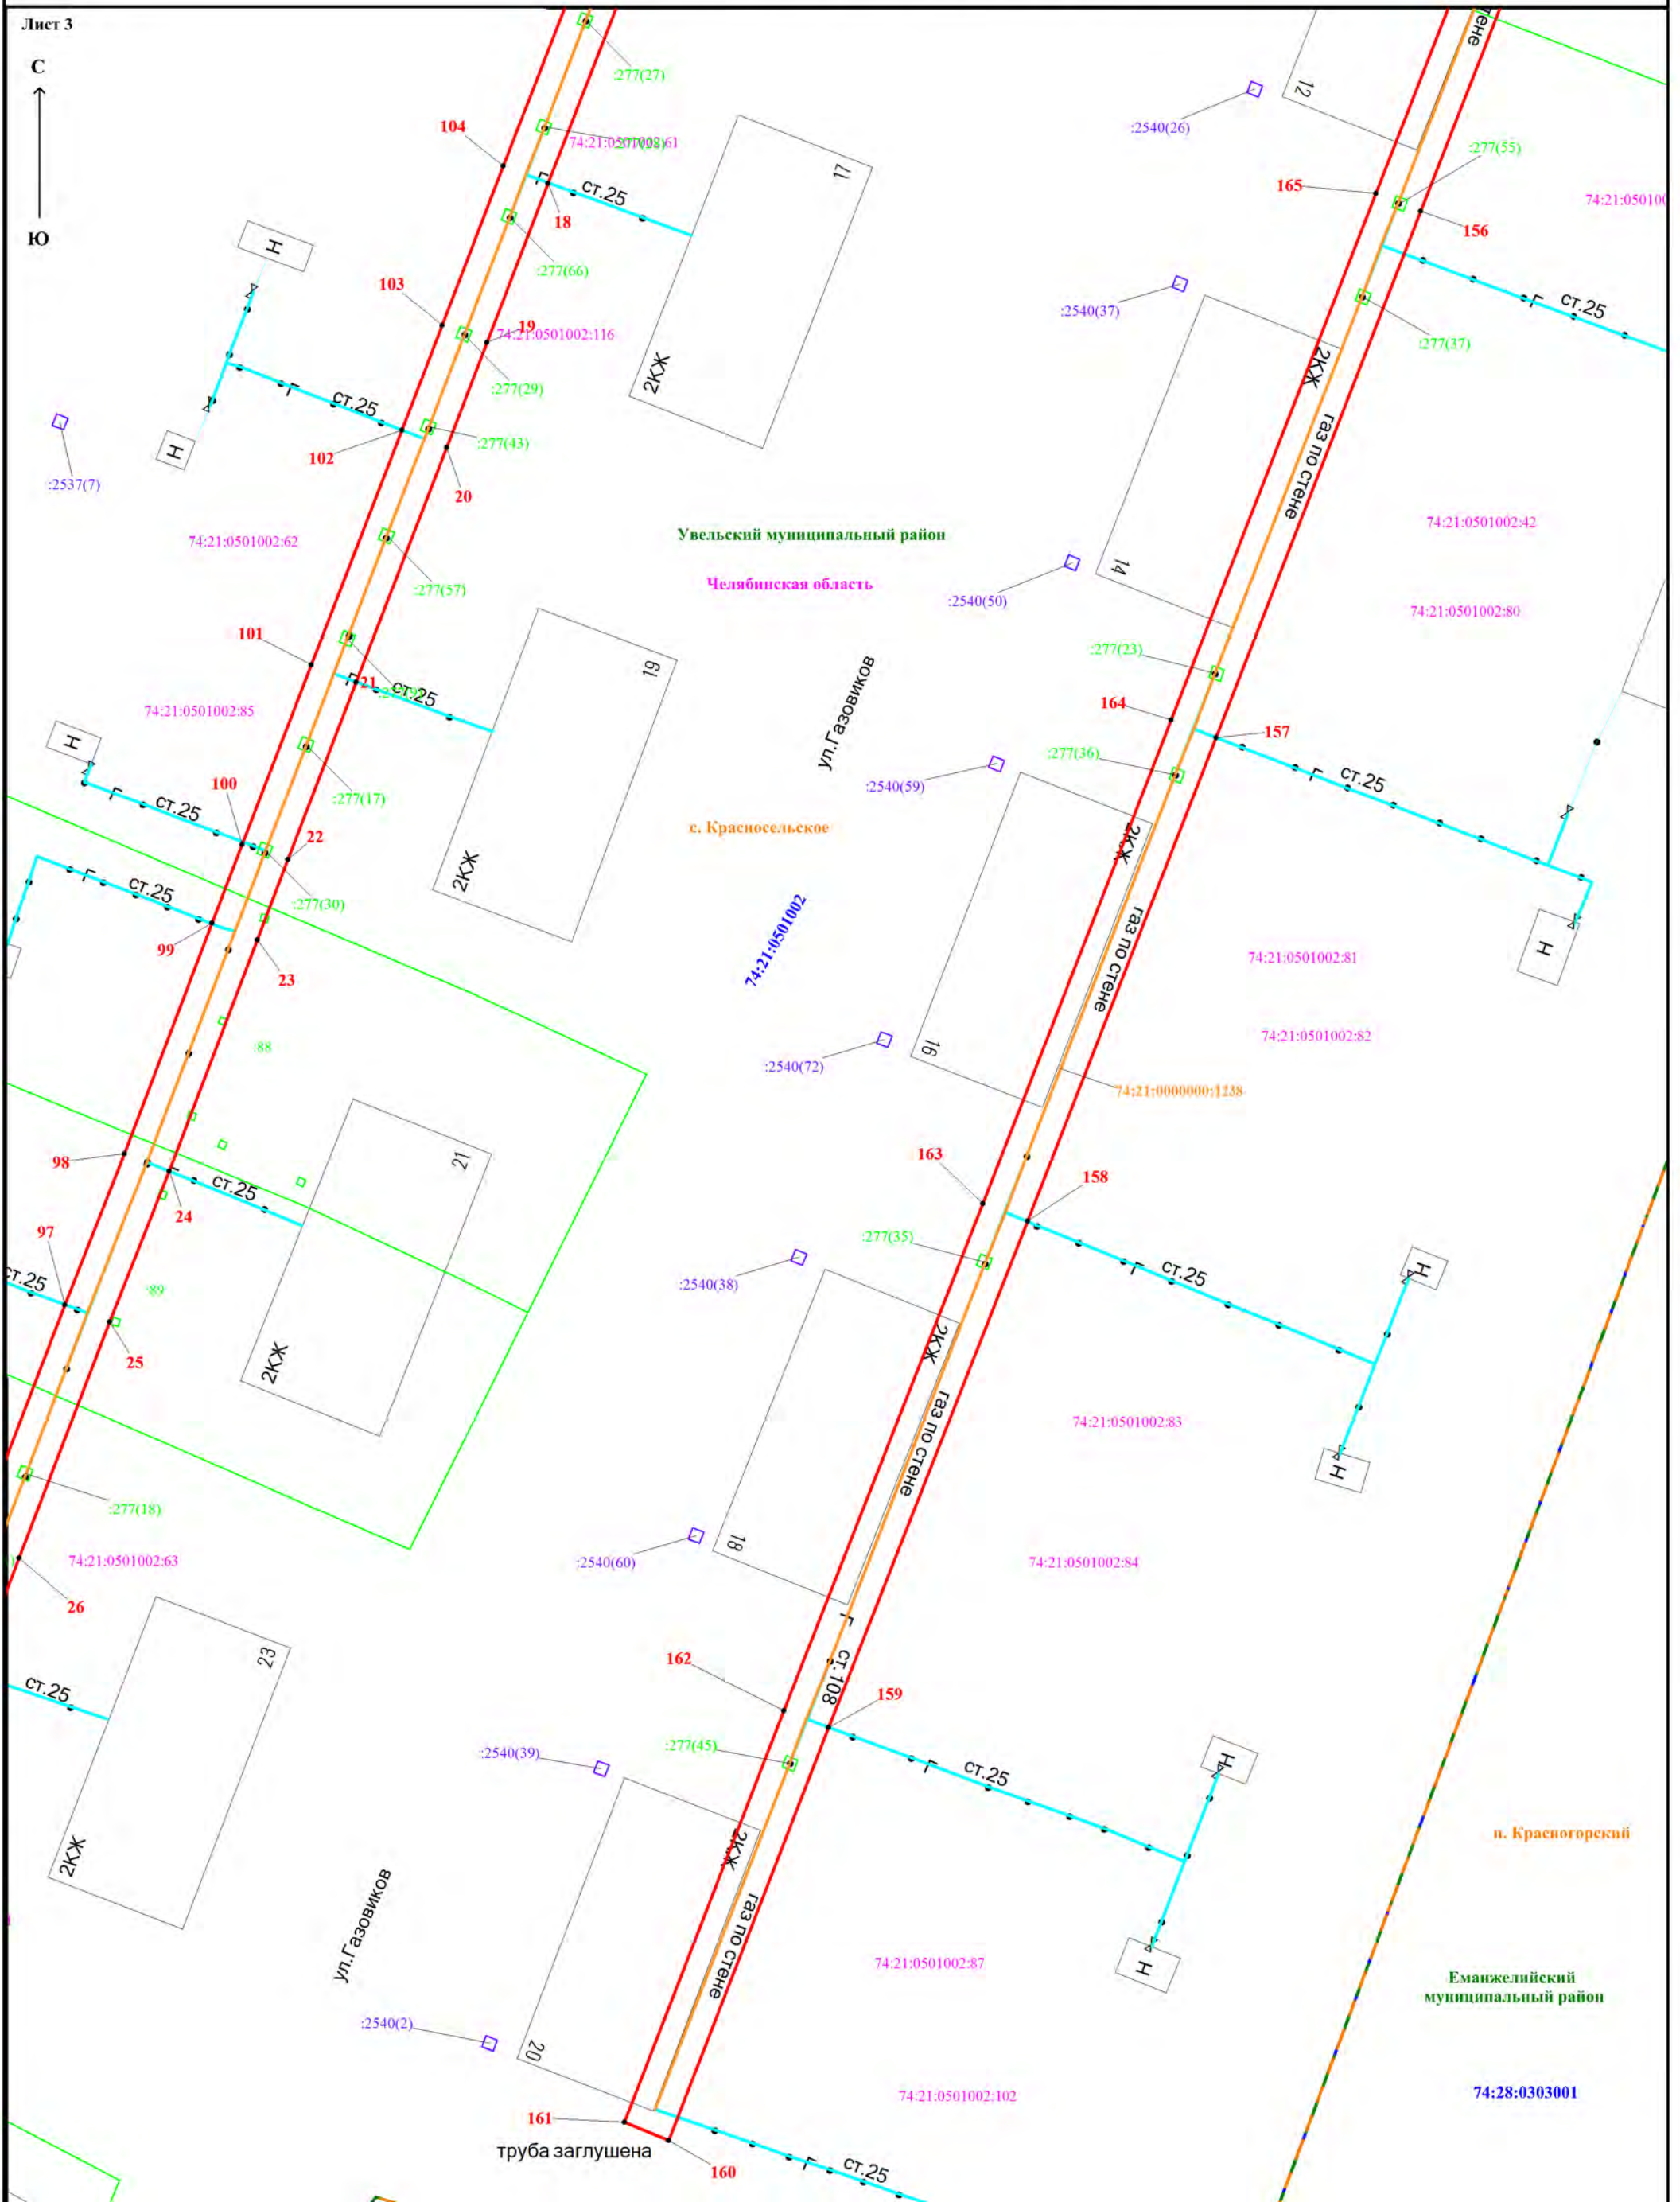 Лист 3
С
Ю
:277(27)
104
74:21:0501002:61
ст.25
18
17
:277(66)
Н
103
19
74:21:0501002:116
:277(29)
2КЖ
ст.25
:277(43)
102
20
Н
:2537(7)
74:21:0501002:62
:277(57)
Увельский муниципальный район
Челябинская область
101
21
ст.25
19
74:21:0501002:85
Н
:277(17)
100
22
ст.25
2КЖ
:277(30)
ст.25
99
23
с. Красносельское
ул.Газовиков
74:21:0501002
:88
21
98
ст.25
24
97
ст.25
:89
25
2КЖ
:277(18)
74:21:0501002:63
26
23
ст.25
2КЖ
ул.Газовиков
тене
12
:2540(26)
:277(55)
165
74:21:05010
156
:2540(37)
ст.25
:277(37)
2КЖ
газ по стене
74:21:0501002:42
14
:2540(50)
74:21:0501002:80
:277(23)
164
157
:277(36)
:2540(59)
ст.25
2КЖ
газ по стене
Н
74:21:0501002:81
16
74:21:0501002:82
:2540(72)
74:21:0000000:1238
163
158
:277(35)
:2540(38)
ст.25
Н
2КЖ
газ по стене
74:21:0501002:83
Н
18
:2540(60)
74:21:0501002:84
162
ст.108
159
:277(45)
:2540(39)
ст.25
Н
2КЖ
газ по стене
п. Красногорский
74:21:0501002:87
Н
Еманжелийский
муниципальный район
:2540(2)
20
74:21:0501002:102
74:28:0303001
161
труба заглушена
160
ст.25